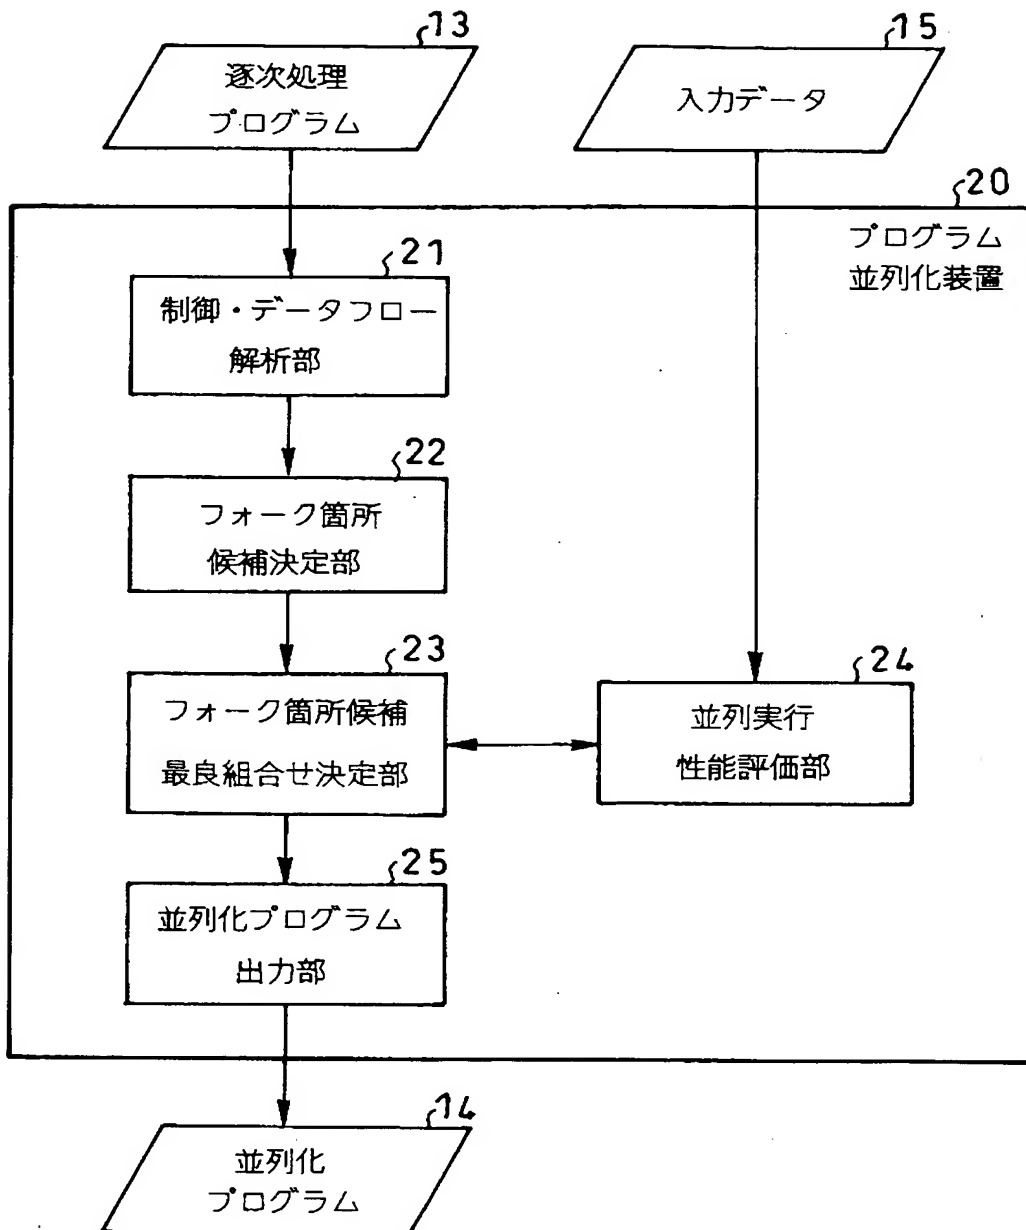 13
逐次処理
プログラム
15
入力データ
20
プログラム
並列化装置
21
制御・データフロー
解析部
22
フォーク箇所
候補決定部
23
フォーク箇所候補
最良組合せ決定部
24
並列実行
性能評価部
25
並列化プログラム
出力部
14
並列化
プログラム